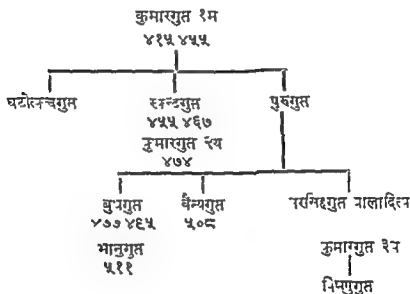 कुमारगुप्त १म
४१५ ४५५
घटोत्कचगुप्त स्कन्दगुप्त पुरुगुप्त
४५५ ४६७
कुमारगुप्त २य
४७४
बुधगुप्त वैन्यगुप्त नरसिंहगुप्त बालादित्य
४७७ ४९५ ५०८
भानुगुप्त कुमारगुप्त ३य
५११
विष्णुगुप्त